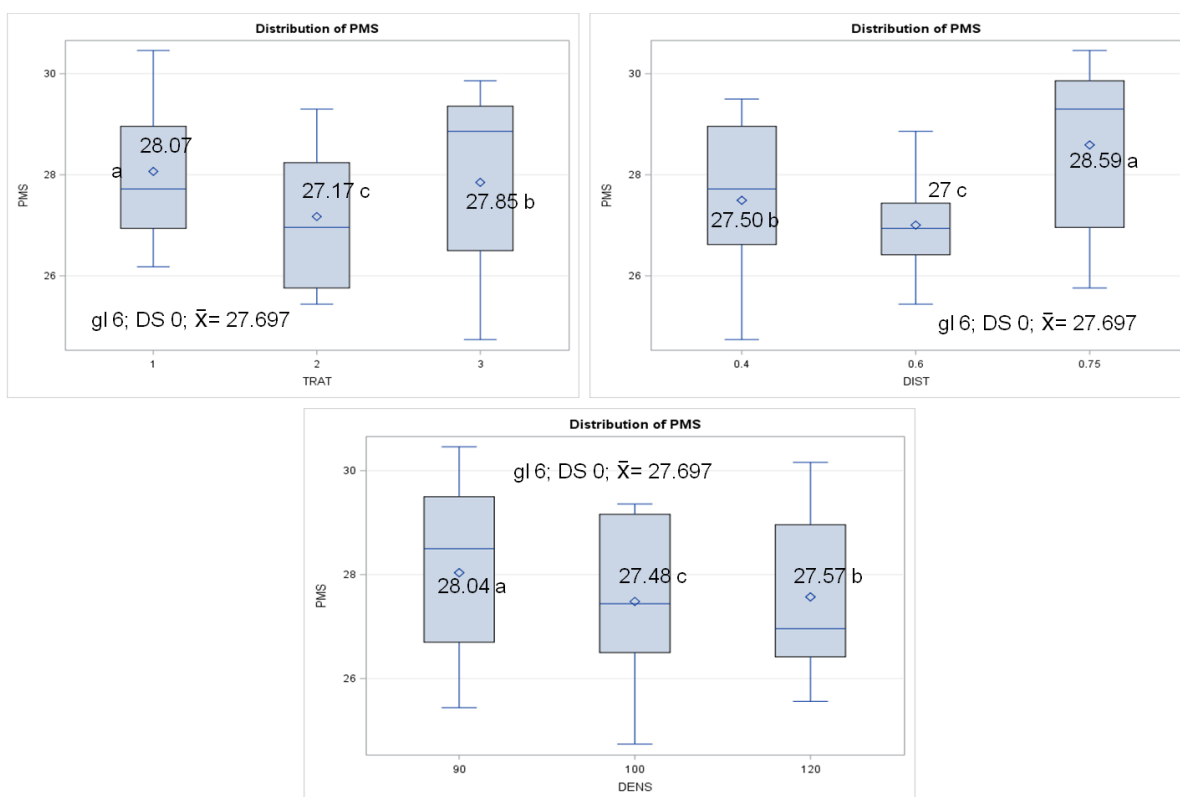 Distribution of PMS
PMS
30
28
26
28.07
a
27.17 c
27.85 b
gl 6; DS 0; x̄= 27.697
1 2 3
TRAT
Distribution of PMS
PMS
30
28
26
27.50 b
27 c
28.59 a
gl 6; DS 0; x̄= 27.697
0.4 0.6 0.75
DIST
Distribution of PMS
PMS
30
28
26
gl 6; DS 0; x̄= 27.697
28.04 a
27.48 c
27.57 b
90 100 120
DENS